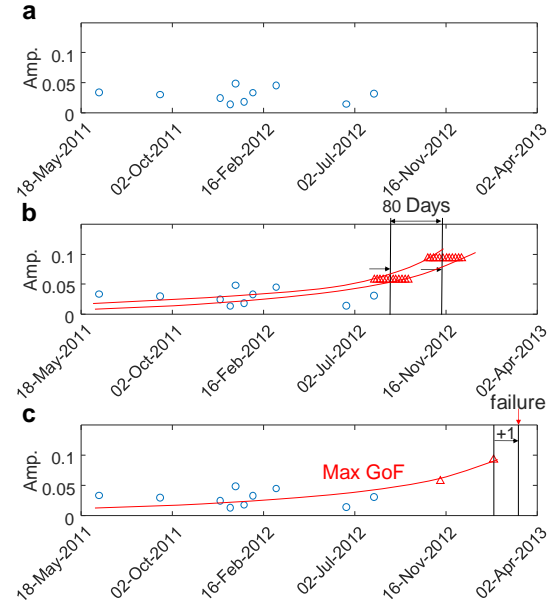 a
Amp.
0.1
0.05
0
18-May-2011
02-Oct-2011
16-Feb-2012
02-Jul-2012
16-Nov-2012
02-Apr-2013
b
80 Days
Amp.
0.1
0.05
0
18-May-2011
02-Oct-2011
16-Feb-2012
02-Jul-2012
16-Nov-2012
02-Apr-2013
c
failure
+1
Max GoF
Amp.
0.1
0.05
0
18-May-2011
02-Oct-2011
16-Feb-2012
02-Jul-2012
16-Nov-2012
02-Apr-2013